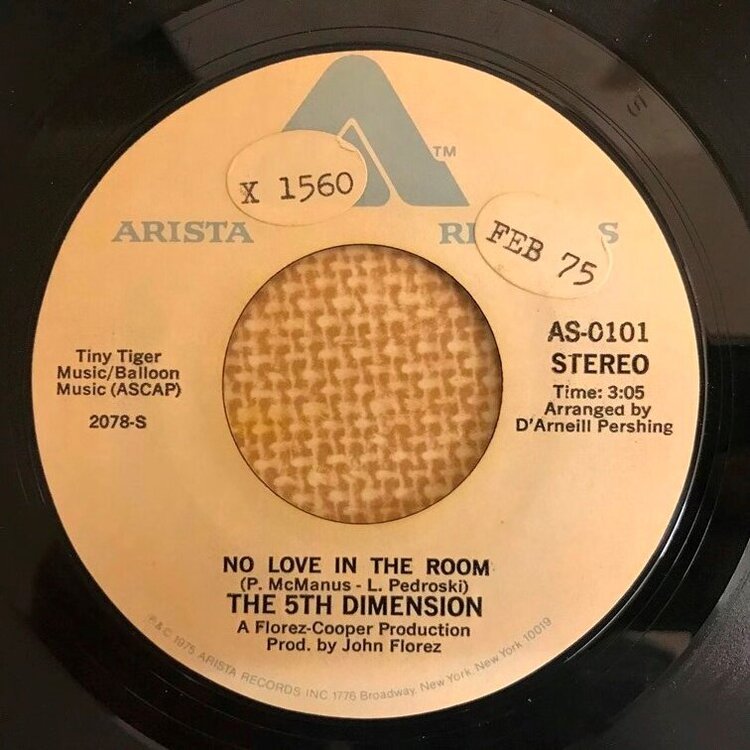 TM
X 1560
ARISTA
FEB 75
AS-0101
STEREO
Time: 3:05
Arranged by
D'Arneill Pershing
Tiny Tiger
Music/Balloon
Music (ASCAP)
2078-S
NO LOVE IN THE ROOM
(P. McManus - L. Pedroski)
THE 5TH DIMENSION
A Florez-Cooper Production
Prod. by John Florez
P & C 1975 ARISTA RECORDS INC. 1776 Broadway, New York, New York 10019